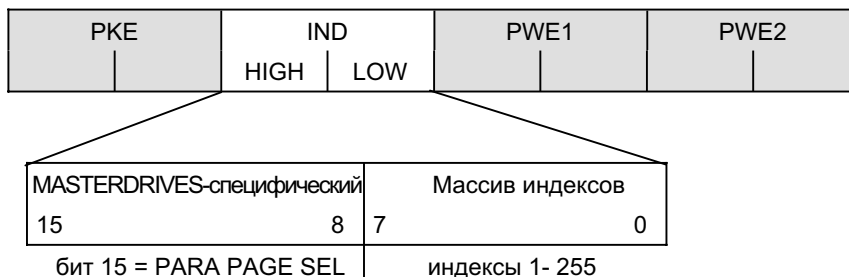 PKE IND PWE1 PWE2
HIGH LOW
MASTERDRIVES-специфический Массив индексов
15 8 7 0
бит 15 = PARA PAGE SEL индексы 1- 255